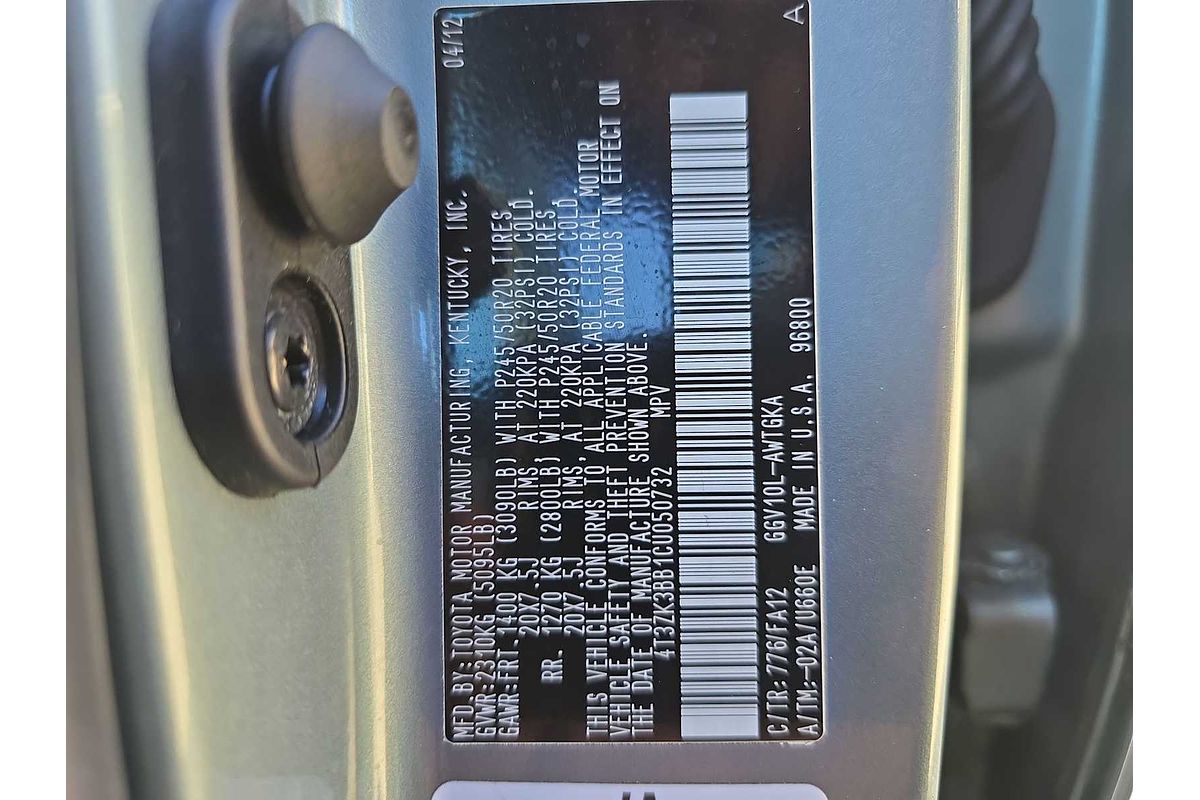 MFD.BY:TOYOTA MOTOR MANUFACTURING, KENTUCKY, INC. 04/12 A
GVWR:2310KG (5095LB)
GAWR:FRT. 1400 KG (3090LB) WITH P245/50R20 TIRES,
20X7.5J RIMS, AT 220KPA (32PSI) COLD.
RR. 1270 KG (2800LB) WITH P245/50R20 TIRES,
20X7.5J RIMS, AT 220KPA (32PSI) COLD.
THIS VEHICLE CONFORMS TO ALL APPLICABLE FEDERAL MOTOR
VEHICLE SAFETY AND THEFT PREVENTION STANDARDS IN EFFECT ON
THE DATE OF MANUFACTURE SHOWN ABOVE.
4T3ZK3BB1CU050732 MPV
C/TR:776/FA12 GGV10L-AWTGKA
A/TM:-02A/U660E MADE IN U.S.A. 96800